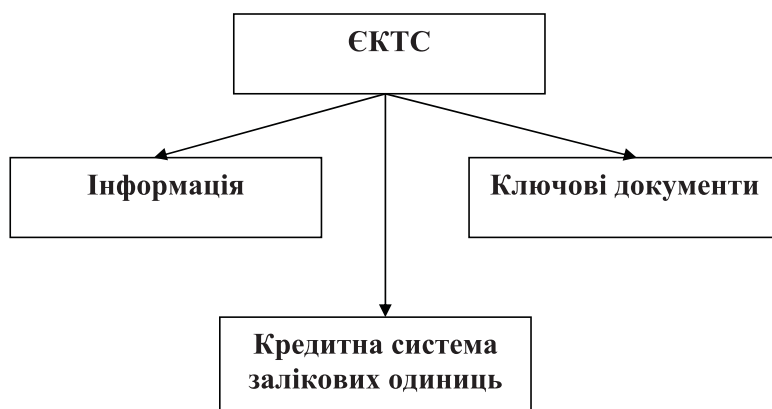 ЄКТС
Інформація
Ключові документи
Кредитна система
залікових одиниць